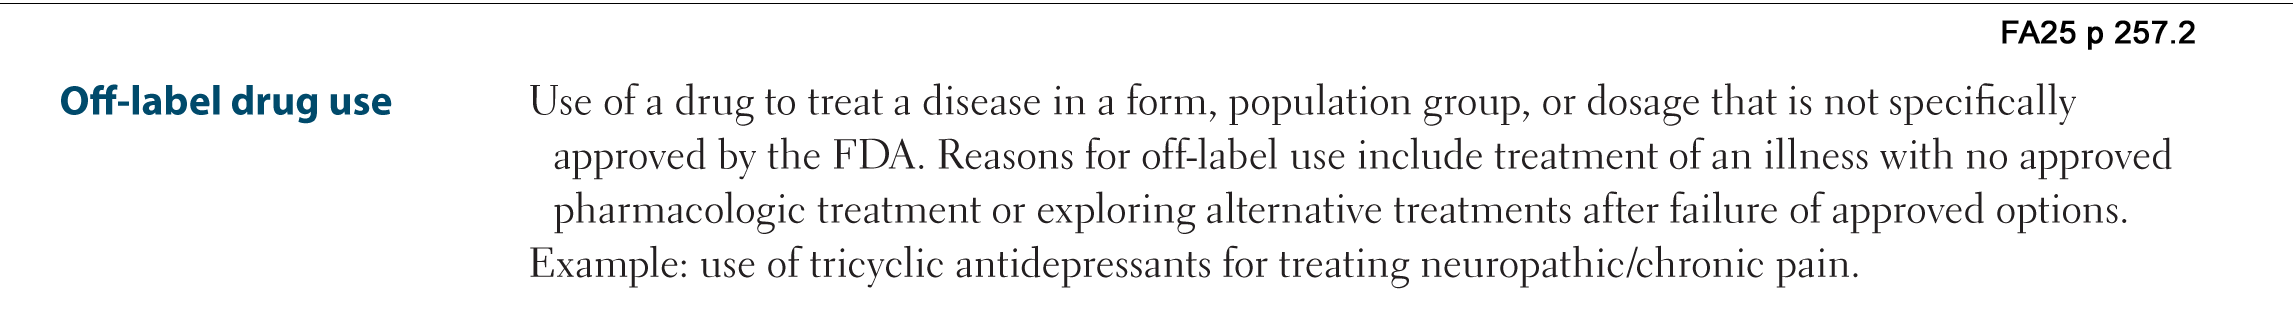 FA25 p 257.2
Off-label drug use
Use of a drug to treat a disease in a form, population group, or dosage that is not specifically
approved by the FDA. Reasons for off-label use include treatment of an illness with no approved
pharmacologic treatment or exploring alternative treatments after failure of approved options.
Example: use of tricyclic antidepressants for treating neuropathic/chronic pain.